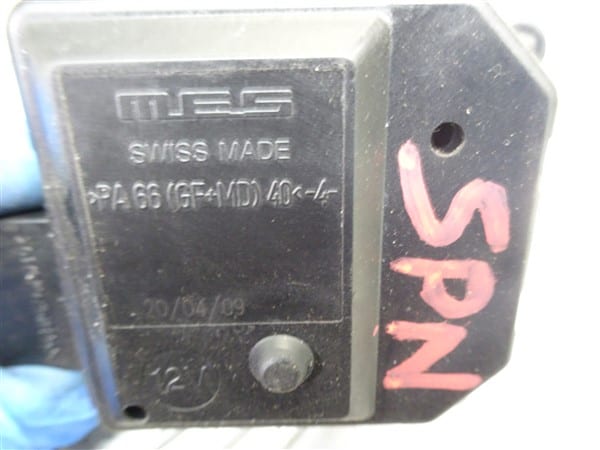 MES
SWISS MADE
>PA 66 (GF+MD) 40< -4-
20/04/09
12V
SPN